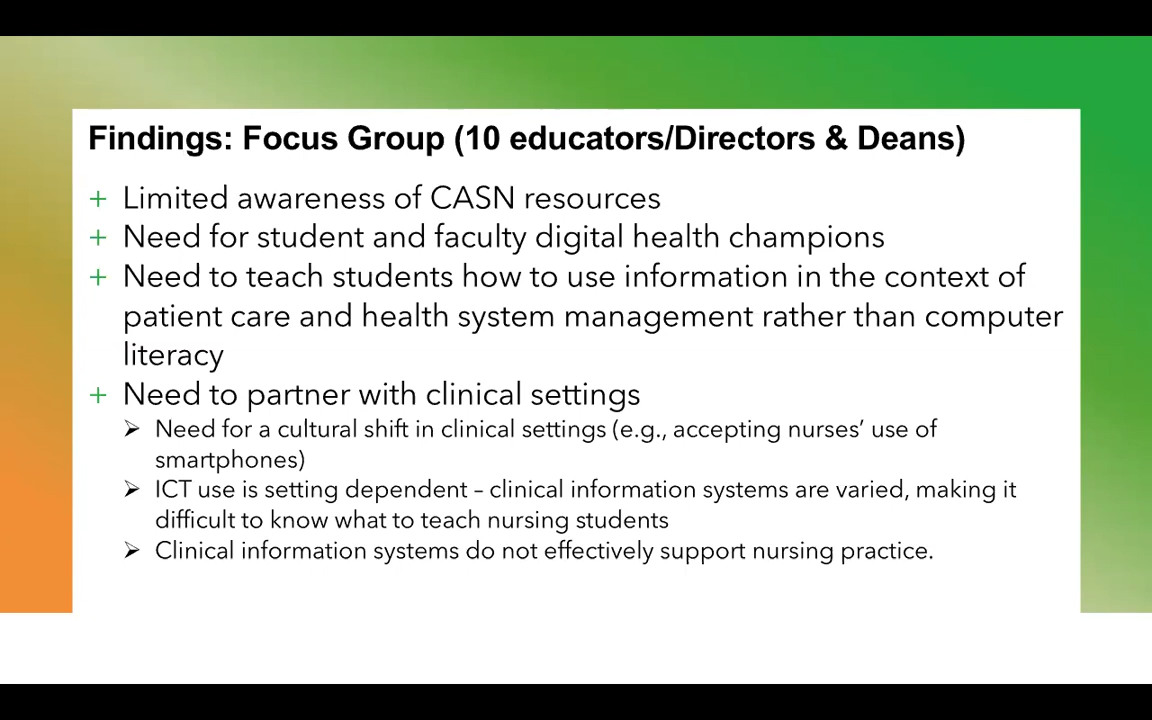 Findings: Focus Group (10 educators/Directors & Deans)
+ Limited awareness of CASN resources
+ Need for student and faculty digital health champions
+ Need to teach students how to use information in the context of
patient care and health system management rather than computer
literacy
+ Need to partner with clinical settings
➢ Need for a cultural shift in clinical settings (e.g., accepting nurses’ use of
smartphones)
➢ ICT use is setting dependent – clinical information systems are varied, making it
difficult to know what to teach nursing students
➢ Clinical information systems do not effectively support nursing practice.